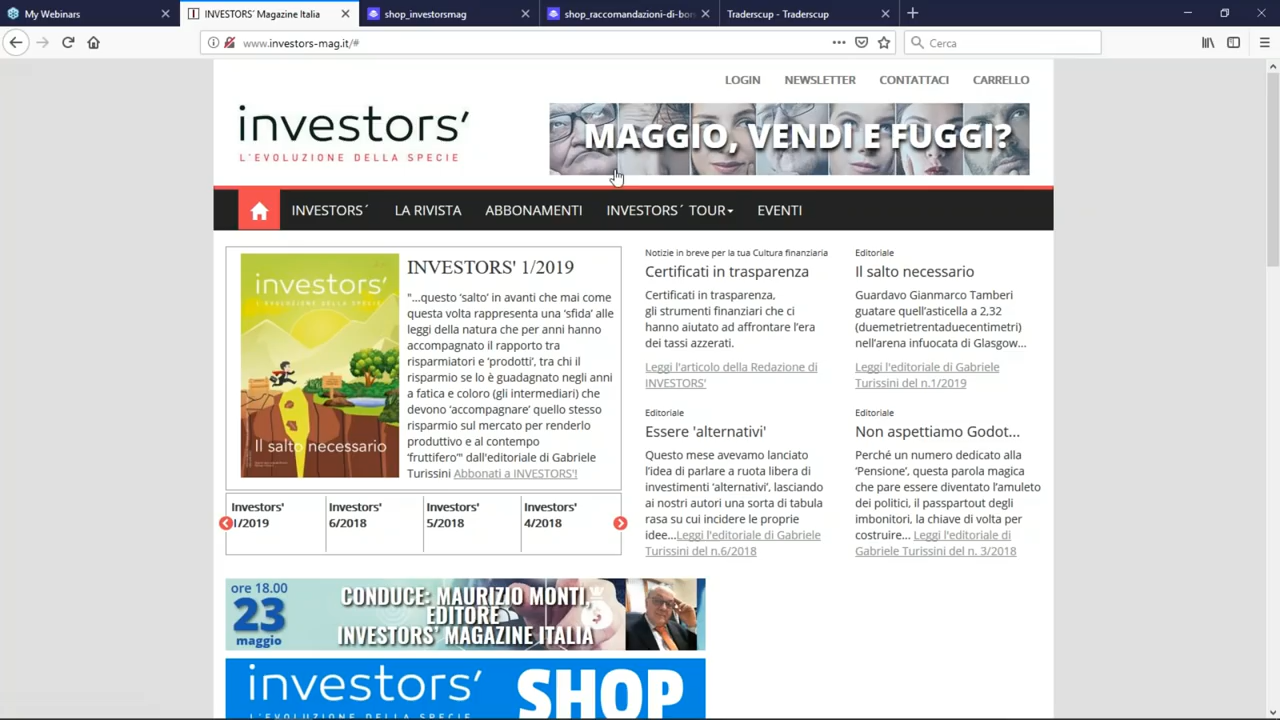 My Webinars
INVESTORS´ Magazine Italia
shop_investorsmag
shop_raccomandazioni-di-bor
Traderscup - Traderscup
www.investors-mag.it/#
Cerca
LOGIN NEWSLETTER CONTATTACI CARRELLO
investors'
L'EVOLUZIONE DELLA SPECIE
MAGGIO, VENDI E FUGGI?
INVESTORS´ LA RIVISTA ABBONAMENTI INVESTORS´ TOUR EVENTI
investors'
L'EVOLUZIONE DELLA SPECIE
Il salto necessario
INVESTORS' 1/2019
"...questo 'salto' in avanti che mai come
questa volta rappresenta una 'sfida' alle
leggi della natura che per anni hanno
accompagnato il rapporto tra
risparmiatori e 'prodotti', tra chi il
risparmio se lo è guadagnato negli anni
a fatica e coloro (gli intermediari) che
devono 'accompagnare' quello stesso
risparmio sul mercato per renderlo
produttivo e al contempo
'fruttifero'" dall'editoriale di Gabriele
Turissini Abbonati a INVESTORS'!
Notizie in breve per la tua Cultura finanziaria
Certificati in trasparenza
Certificati in trasparenza,
gli strumenti finanziari che ci
hanno aiutato ad affrontare l'era
dei tassi azzerati.
Leggi l'articolo della Redazione di
INVESTORS'
Editoriale
Il salto necessario
Guardavo Gianmarco Tamberi
guatare quell'asticella a 2,32
(duemetrietrentaduecentimetri)
nell'arena infuocata di Glasgow...
Leggi l'editoriale di Gabriele
Turissini del n.1/2019
Editoriale
Essere 'alternativi'
Questo mese avevamo lanciato
l'idea di parlare a ruota libera di
investimenti 'alternativi', lasciando
ai nostri autori una sorta di tabula
rasa su cui incidere le proprie
idee...Leggi l'editoriale di Gabriele
Turissini del n.6/2018
Editoriale
Non aspettiamo Godot...
Perché un numero dedicato alla
'Pensione', questa parola magica
che pare essere diventato l'amuleto
dei politici, il passpartout degli
imbonitori, la chiave di volta per
costruire... Leggi l'editoriale di
Gabriele Turissini del n. 3/2018
Investors'
1/2019
Investors'
6/2018
Investors'
5/2018
Investors'
4/2018
ore 18.00
23
maggio
CONDUCE: MAURIZIO MONTI,
EDITORE
INVESTORS' MAGAZINE ITALIA
investors'
L'EVOLUZIONE DELLA SPECIE
SHOP